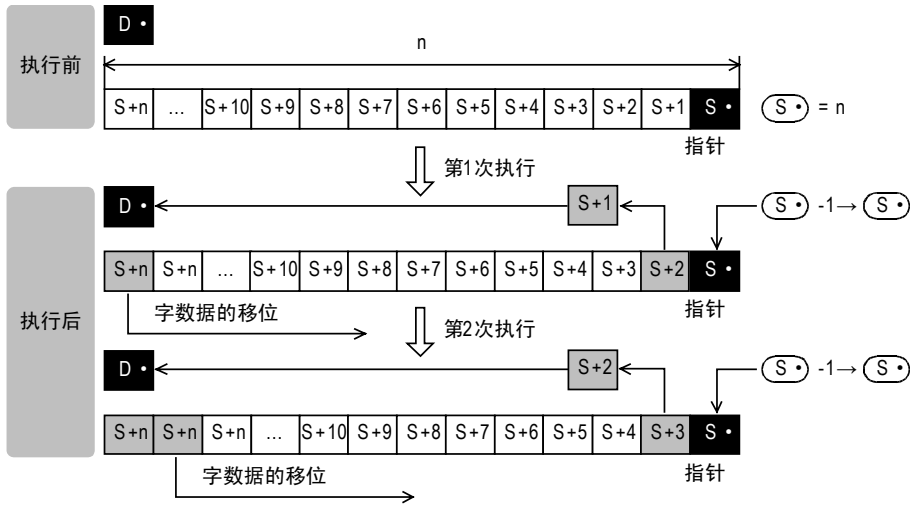 执行前
D •
n
S+n ... S+10 S+9 S+8 S+7 S+6 S+5 S+4 S+3 S+2 S+1 S •
S • = n
指针
第1次执行
执行后
D •
S+1
S • -1→ S •
S+n S+n ... S+10 S+9 S+8 S+7 S+6 S+5 S+4 S+3 S+2 S •
字数据的移位
指针
第2次执行
D •
S+2
S • -1→ S •
S+n S+n S+n ... S+10 S+9 S+8 S+7 S+6 S+5 S+4 S+3 S •
字数据的移位
指针